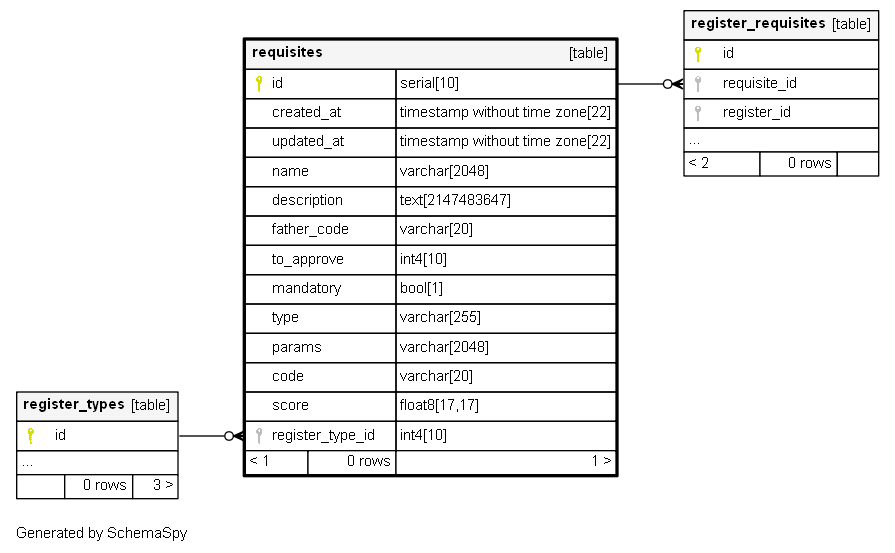 register_requisites [table]
id
requisite_id
register_id
...
< 2 0 rows
requisites [table]
id serial[10]
created_at timestamp without time zone[22]
updated_at timestamp without time zone[22]
name varchar[2048]
description text[2147483647]
father_code varchar[20]
to_approve int4[10]
mandatory bool[1]
type varchar[255]
params varchar[2048]
code varchar[20]
score float8[17,17]
register_type_id int4[10]
< 1 0 rows 1 >
register_types [table]
id
...
0 rows 3 >
Generated by SchemaSpy